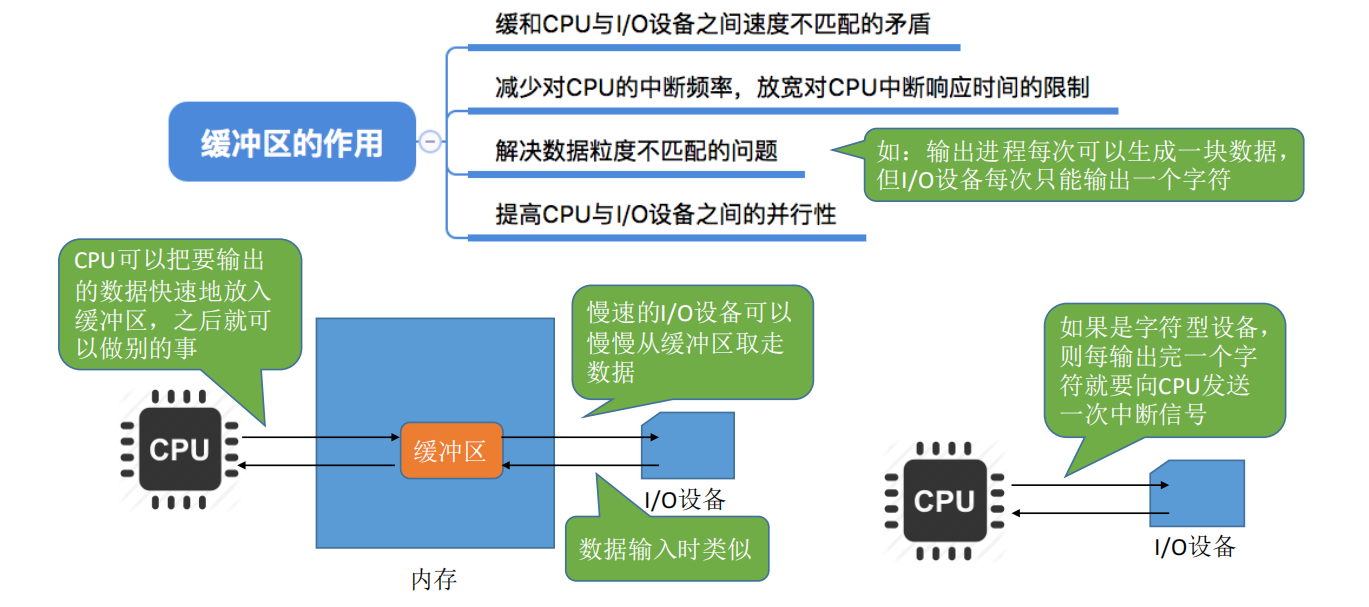 缓和CPU与I/O设备之间速度不匹配的矛盾
减少对CPU的中断频率，放宽对CPU中断响应时间的限制
缓冲区的作用
解决数据粒度不匹配的问题
如：输出进程每次可以生成一块数据，
但I/O设备每次只能输出一个字符
提高CPU与I/O设备之间的并行性
CPU可以把要输出
的数据快速地放入
缓冲区，之后就可
以做别的事
慢速的I/O设备可以
慢慢从缓冲区取走
数据
如果是字符型设备，
则每输出完一个字
符就要向CPU发送
一次中断信号
CPU
缓冲区
I/O设备
数据输入时类似
内存
CPU
I/O设备